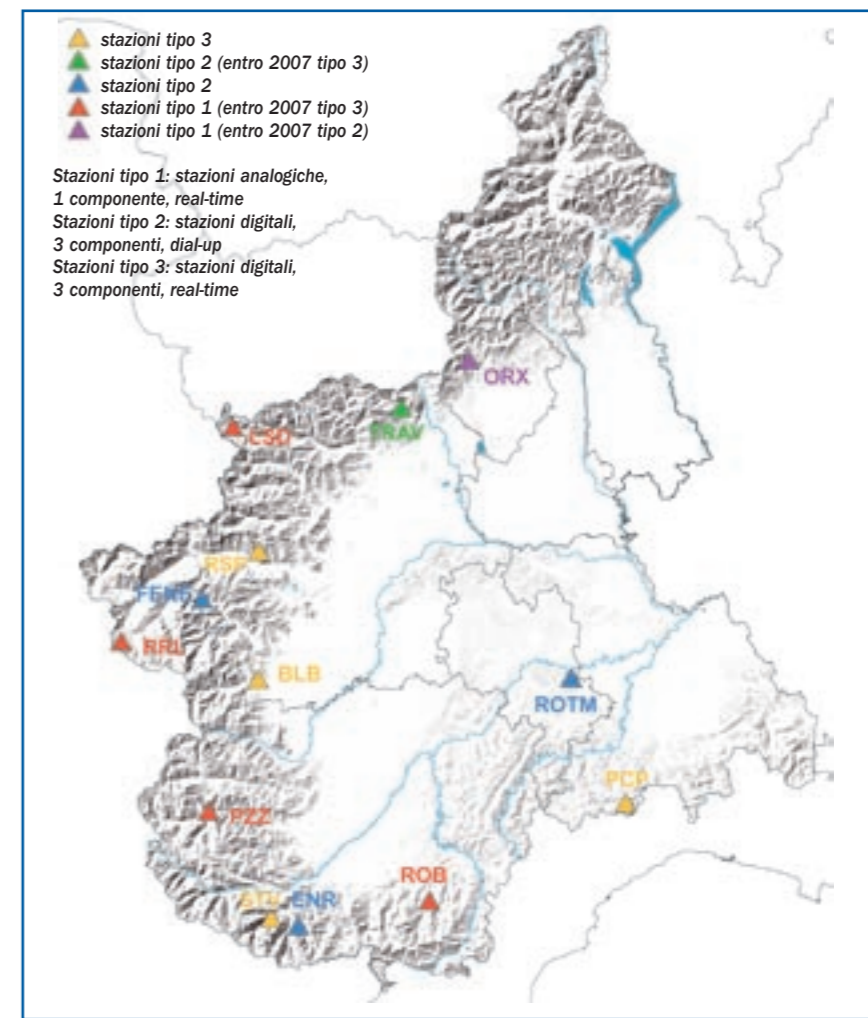 stazioni tipo 3
stazioni tipo 2 (entro 2007 tipo 3)
stazioni tipo 2
stazioni tipo 1 (entro 2007 tipo 3)
stazioni tipo 1 (entro 2007 tipo 2)
Stazioni tipo 1: stazioni analogiche,
1 componente, real-time
Stazioni tipo 2: stazioni digitali,
3 componenti, dial-up
Stazioni tipo 3: stazioni digitali,
3 componenti, real-time
ORX
TRAV
LSD
RSP
RRL
BLB
ROTM
PCP
PZZ
ROB
ENR